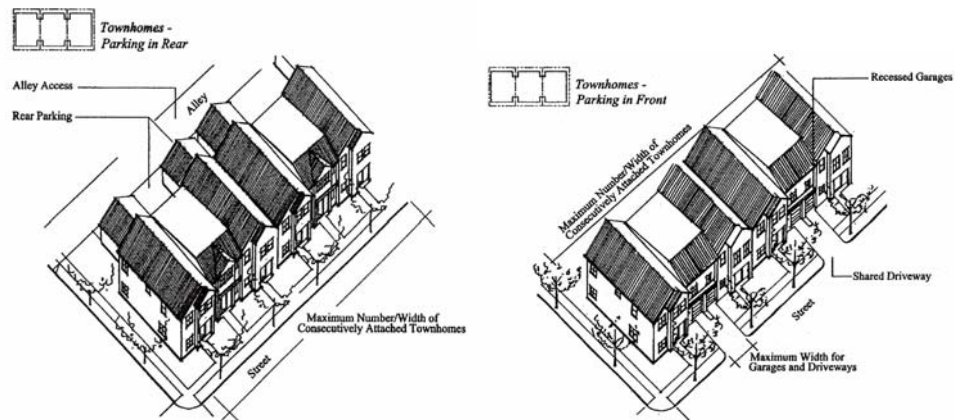 Townhomes -
Parking in Rear
Alley Access
Rear Parking
Alley
Maximum Number/Width of
Consecutively Attached Townhomes
Street
Townhomes -
Parking in Front
Recessed Garages
Maximum Number/Width of
Consecutively Attached Townhomes
Shared Driveway
Street
Maximum Width for
Garages and Driveways